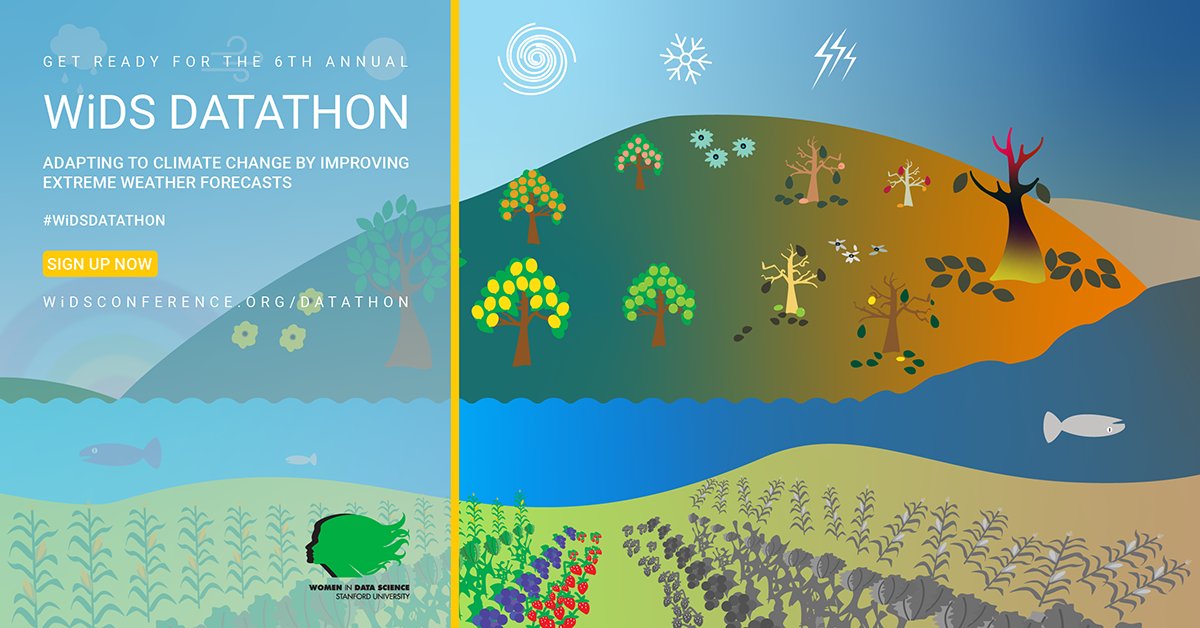 GET READY FOR THE 6TH ANNUAL
WiDS DATATHON
ADAPTING TO CLIMATE CHANGE BY IMPROVING
EXTREME WEATHER FORECASTS
#WiDSDATATHON
SIGN UP NOW
WiDSCONFERENCE.ORG/DATATHON
WOMEN IN DATA SCIENCE
STANFORD UNIVERSITY